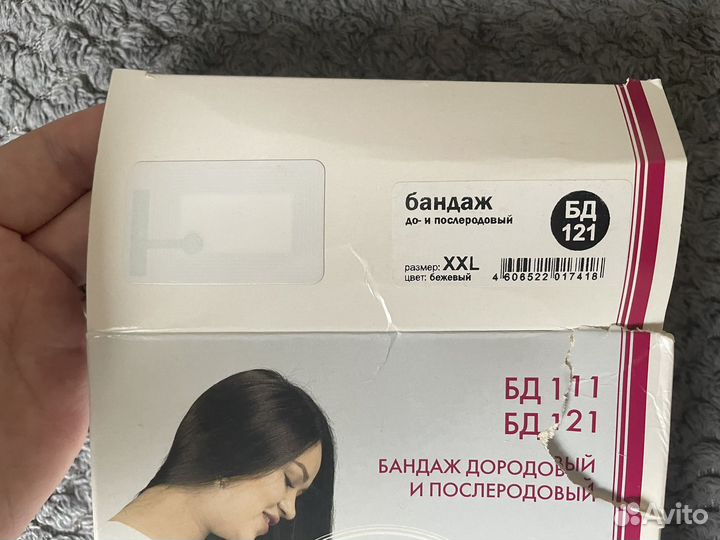 бандаж
до- и послеродовый
БД
121
размер: XXL
цвет: бежевый
4 606522 017418
БД 111
БД 121
БАНДАЖ ДОРОДОВЫЙ
И ПОСЛЕРОДОВЫЙ
Avito